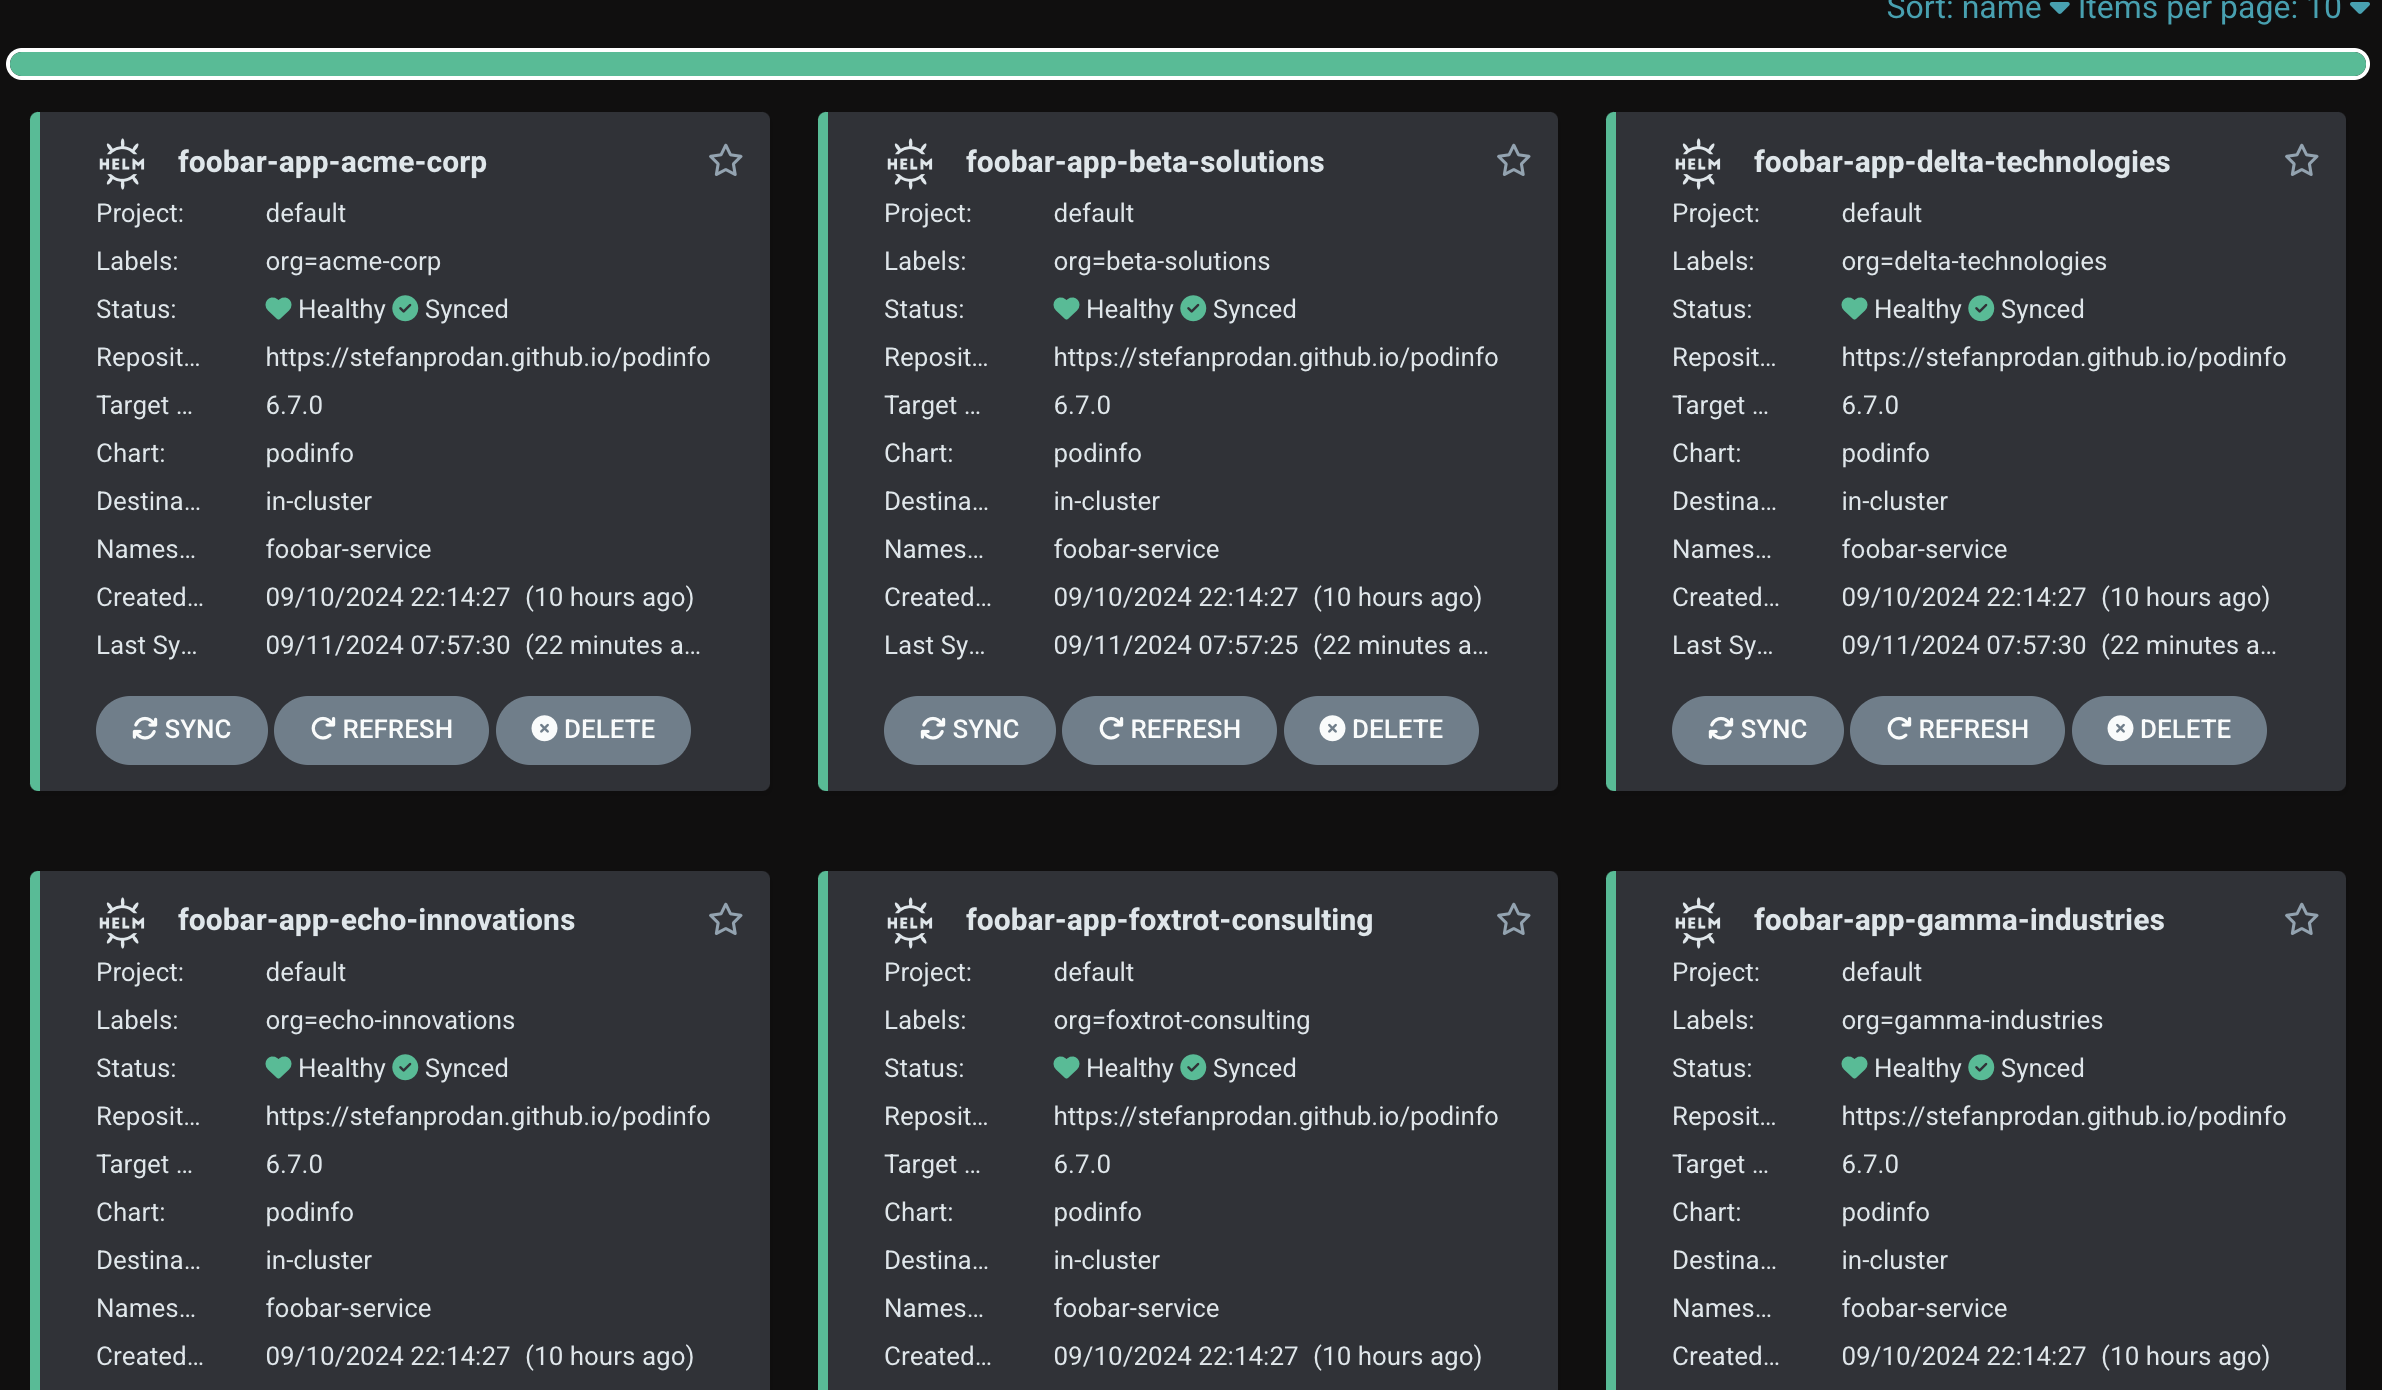 Sort: name Items per page: 10
HELM foobar-app-acme-corp
Project: default
Labels: org=acme-corp
Status: Healthy Synced
Reposit... https://stefanprodan.github.io/podinfo
Target ... 6.7.0
Chart: podinfo
Destina... in-cluster
Names... foobar-service
Created... 09/10/2024 22:14:27 (10 hours ago)
Last Sy... 09/11/2024 07:57:30 (22 minutes a...
SYNC REFRESH DELETE
HELM foobar-app-beta-solutions
Project: default
Labels: org=beta-solutions
Status: Healthy Synced
Reposit... https://stefanprodan.github.io/podinfo
Target ... 6.7.0
Chart: podinfo
Destina... in-cluster
Names... foobar-service
Created... 09/10/2024 22:14:27 (10 hours ago)
Last Sy... 09/11/2024 07:57:25 (22 minutes a...
SYNC REFRESH DELETE
HELM foobar-app-delta-technologies
Project: default
Labels: org=delta-technologies
Status: Healthy Synced
Reposit... https://stefanprodan.github.io/podinfo
Target ... 6.7.0
Chart: podinfo
Destina... in-cluster
Names... foobar-service
Created... 09/10/2024 22:14:27 (10 hours ago)
Last Sy... 09/11/2024 07:57:30 (22 minutes a...
SYNC REFRESH DELETE
HELM foobar-app-echo-innovations
Project: default
Labels: org=echo-innovations
Status: Healthy Synced
Reposit... https://stefanprodan.github.io/podinfo
Target ... 6.7.0
Chart: podinfo
Destina... in-cluster
Names... foobar-service
Created... 09/10/2024 22:14:27 (10 hours ago)
HELM foobar-app-foxtrot-consulting
Project: default
Labels: org=foxtrot-consulting
Status: Healthy Synced
Reposit... https://stefanprodan.github.io/podinfo
Target ... 6.7.0
Chart: podinfo
Destina... in-cluster
Names... foobar-service
Created... 09/10/2024 22:14:27 (10 hours ago)
HELM foobar-app-gamma-industries
Project: default
Labels: org=gamma-industries
Status: Healthy Synced
Reposit... https://stefanprodan.github.io/podinfo
Target ... 6.7.0
Chart: podinfo
Destina... in-cluster
Names... foobar-service
Created... 09/10/2024 22:14:27 (10 hours ago)